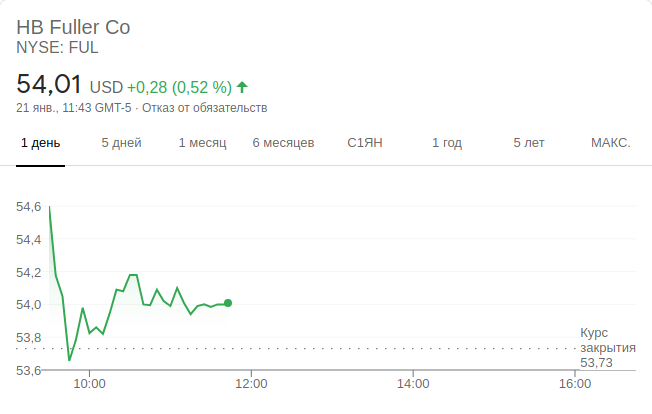 HB Fuller Co
NYSE: FUL
54,01 USD +0,28 (0,52 %)
21 янв., 11:43 GMT-5 · Отказ от обязательств
1 день 5 дней 1 месяц 6 месяцев С1ЯН 1 год 5 лет МАКС.
54,6
54,4
54,2
54,0
53,8
53,6
Курс
закрытия
53,73
10:00 12:00 14:00 16:00